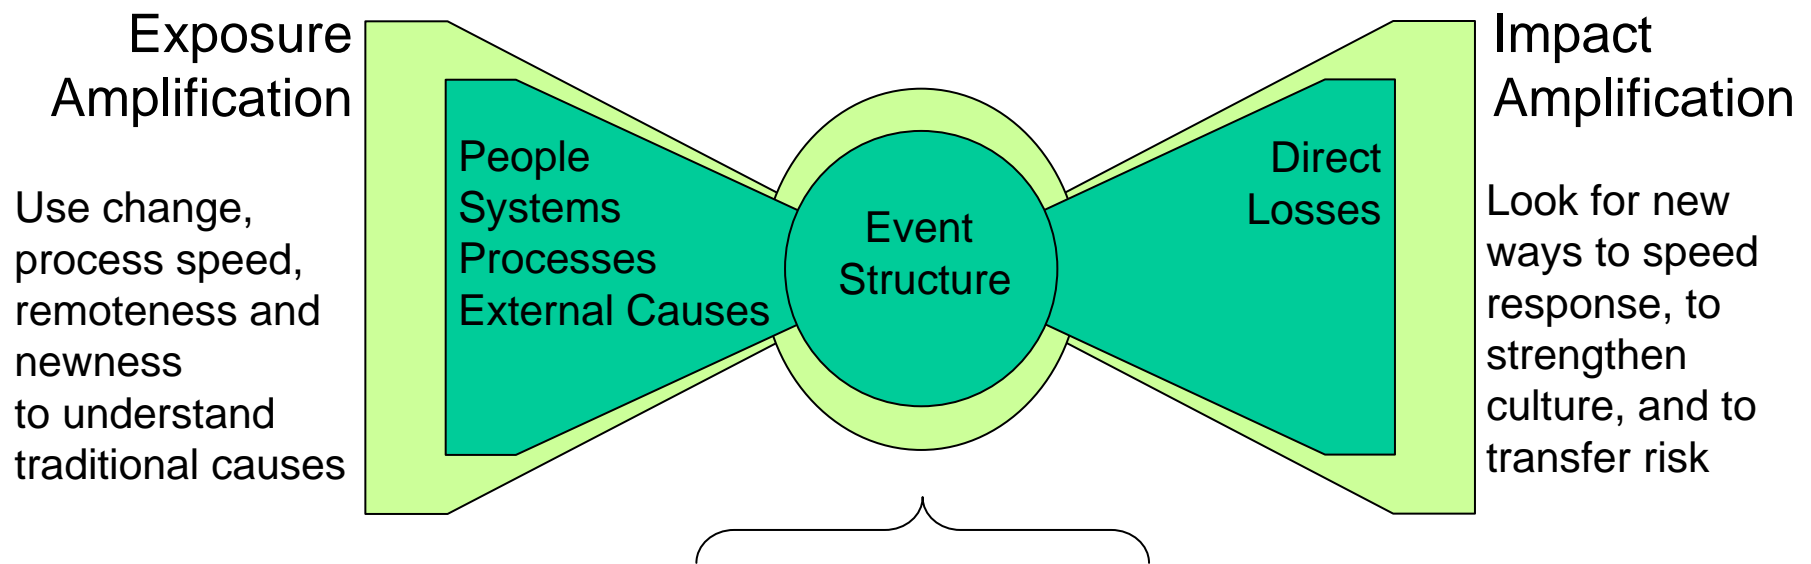 Exposure
Amplification
Use change,
process speed,
remoteness and
newness
to understand
traditional causes
People
Systems
Processes
External Causes
Event
Structure
Direct
Losses
Impact
Amplification
Look for new
ways to speed
response, to
strengthen
culture, and to
transfer risk